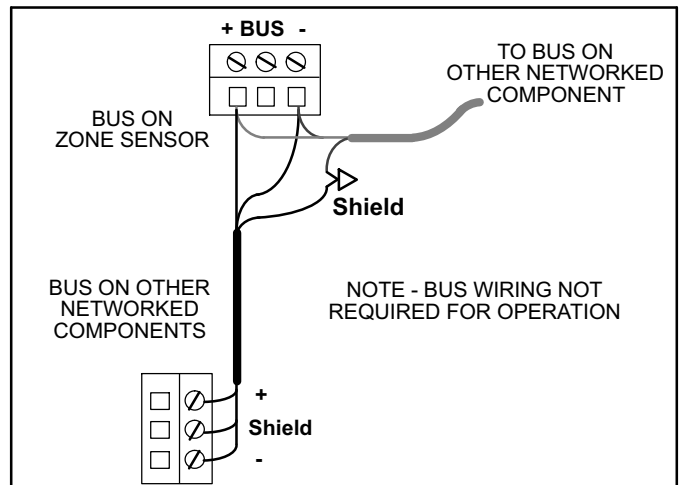 + BUS -
TO BUS ON
OTHER NETWORKED
COMPONENT
BUS ON
ZONE SENSOR
Shield
BUS ON OTHER
NETWORKED
COMPONENTS
NOTE - BUS WIRING NOT
REQUIRED FOR OPERATION
+
Shield
-